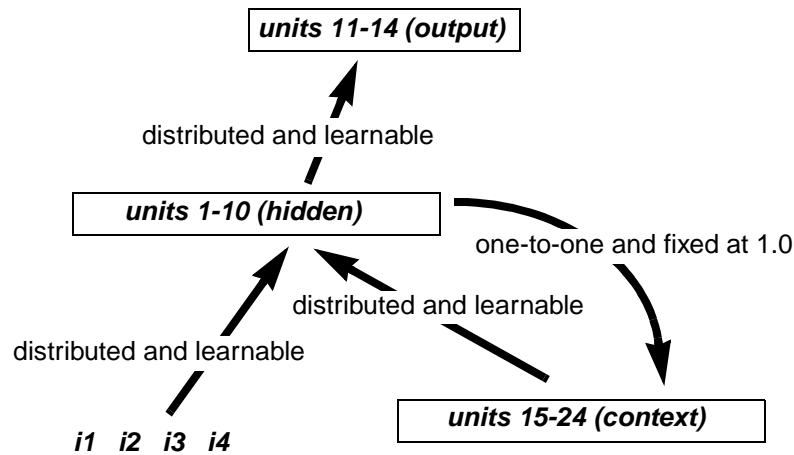 units 11-14 (output)
distributed and learnable
units 1-10 (hidden)
one-to-one and fixed at 1.0
distributed and learnable
distributed and learnable
units 15-24 (context)
i1 i2 i3 i4